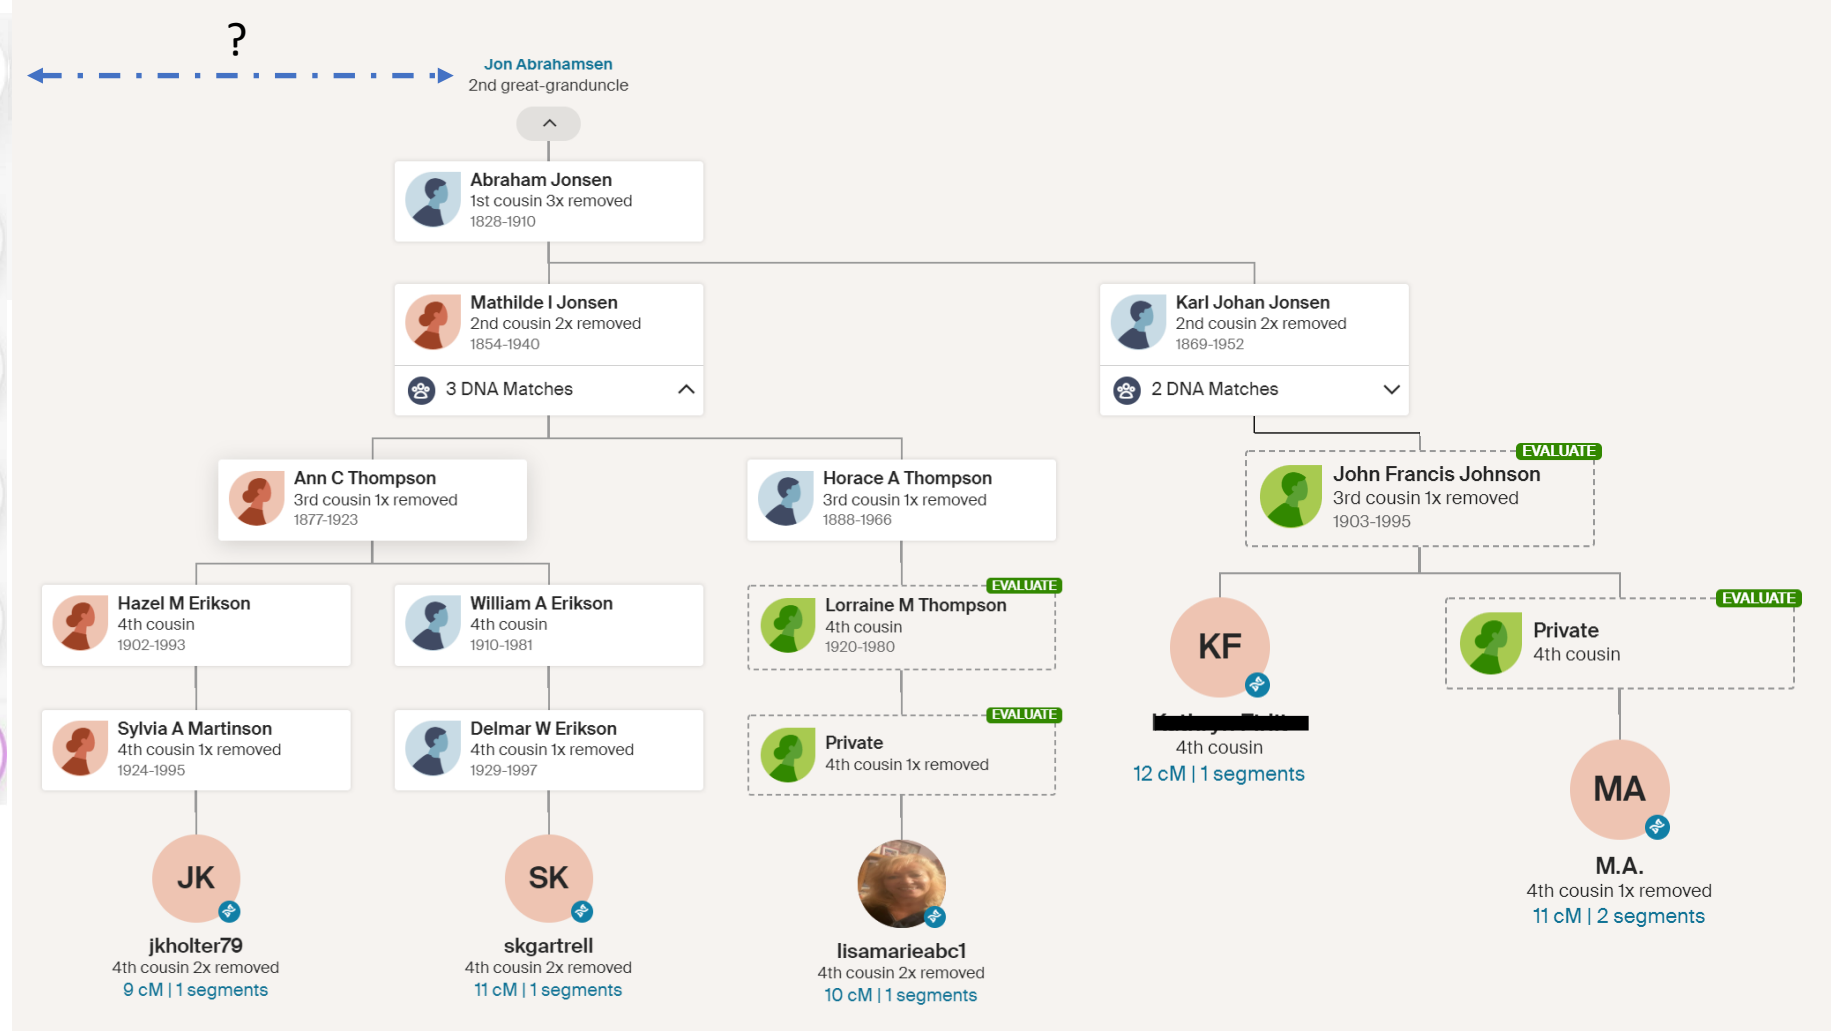 ?
Jon Abrahamsen
2nd great-granduncle
Abraham Jonsen
1st cousin 3x removed
1828-1910
Mathilde I Jonsen
2nd cousin 2x removed
1854-1940
3 DNA Matches
Karl Johan Jonsen
2nd cousin 2x removed
1869-1952
2 DNA Matches
Ann C Thompson
3rd cousin 1x removed
1877-1923
Horace A Thompson
3rd cousin 1x removed
1888-1966
EVALUATE
John Francis Johnson
3rd cousin 1x removed
1903-1995
Hazel M Erikson
4th cousin
1902-1993
William A Erikson
4th cousin
1910-1981
EVALUATE
Lorraine M Thompson
4th cousin
1920-1980
KF
4th cousin
12 cM | 1 segments
EVALUATE
Private
4th cousin
Sylvia A Martinson
4th cousin 1x removed
1924-1995
Delmar W Erikson
4th cousin 1x removed
1929-1997
EVALUATE
Private
4th cousin 1x removed
MA
M.A.
4th cousin 1x removed
11 cM | 2 segments
JK
jkholter79
4th cousin 2x removed
9 cM | 1 segments
SK
skgartrell
4th cousin 2x removed
11 cM | 1 segments
lisamarieabc1
4th cousin 2x removed
10 cM | 1 segments